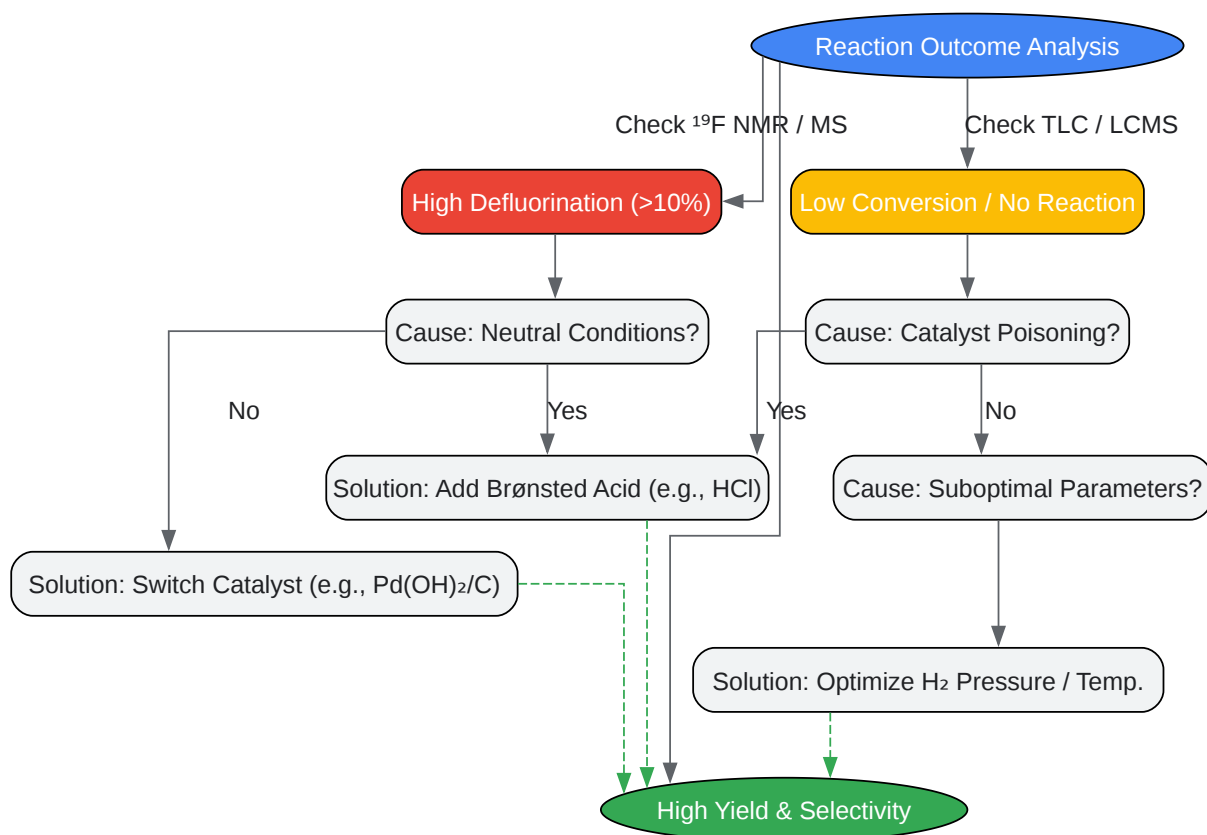 Reaction Outcome Analysis
Check ¹⁹F NMR / MS
Check TLC / LCMS
High Defluorination (>10%)
Low Conversion / No Reaction
Cause: Neutral Conditions?
Cause: Catalyst Poisoning?
No
Yes
Yes
No
Solution: Add Brønsted Acid (e.g., HCl)
Cause: Suboptimal Parameters?
Solution: Switch Catalyst (e.g., Pd(OH)₂/C)
Solution: Optimize H₂ Pressure / Temp.
High Yield & Selectivity